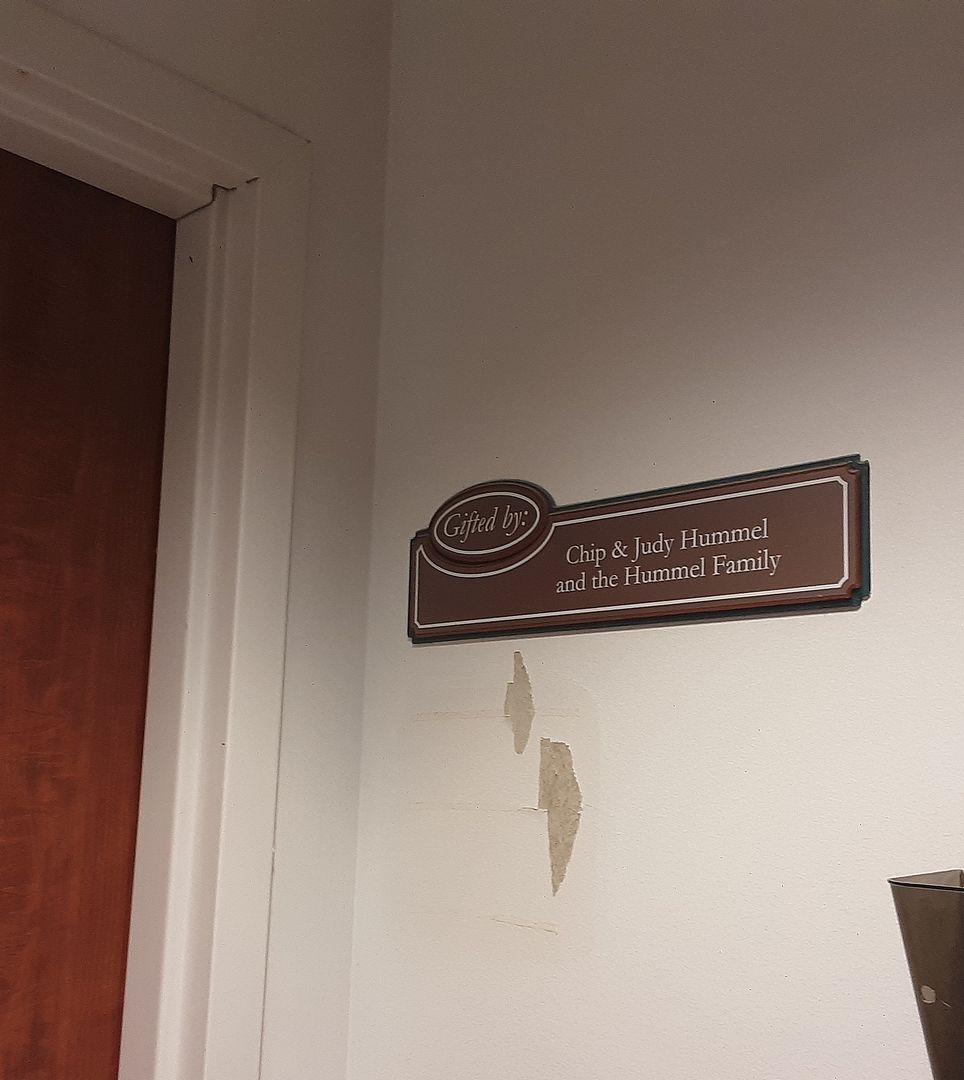 Gifted by:
Chip & Judy Hummel
and the Hummel Family